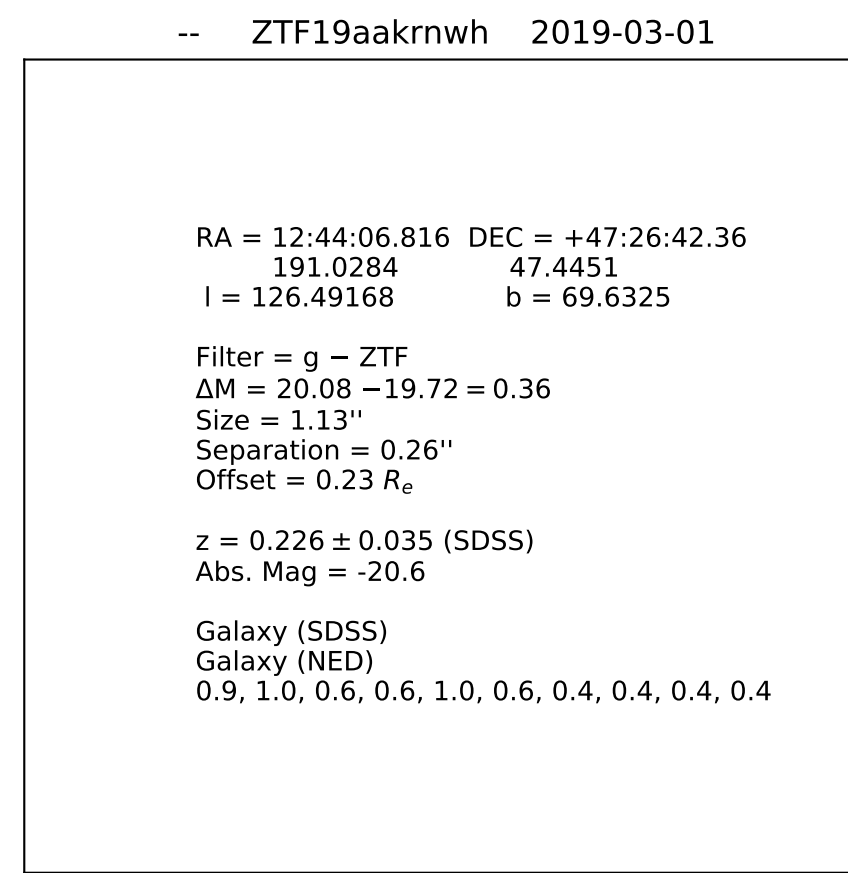 -- ZTF19aakrnwh 2019-03-01
RA = 12:44:06.816 DEC = +47:26:42.36
191.0284 47.4451
l = 126.49168 b = 69.6325
Filter = g − ZTF
ΔM = 20.08 −19.72 = 0.36
Size = 1.13''
Separation = 0.26''
Offset = 0.23 Re
z = 0.226 ± 0.035 (SDSS)
Abs. Mag = -20.6
Galaxy (SDSS)
Galaxy (NED)
0.9, 1.0, 0.6, 0.6, 1.0, 0.6, 0.4, 0.4, 0.4, 0.4